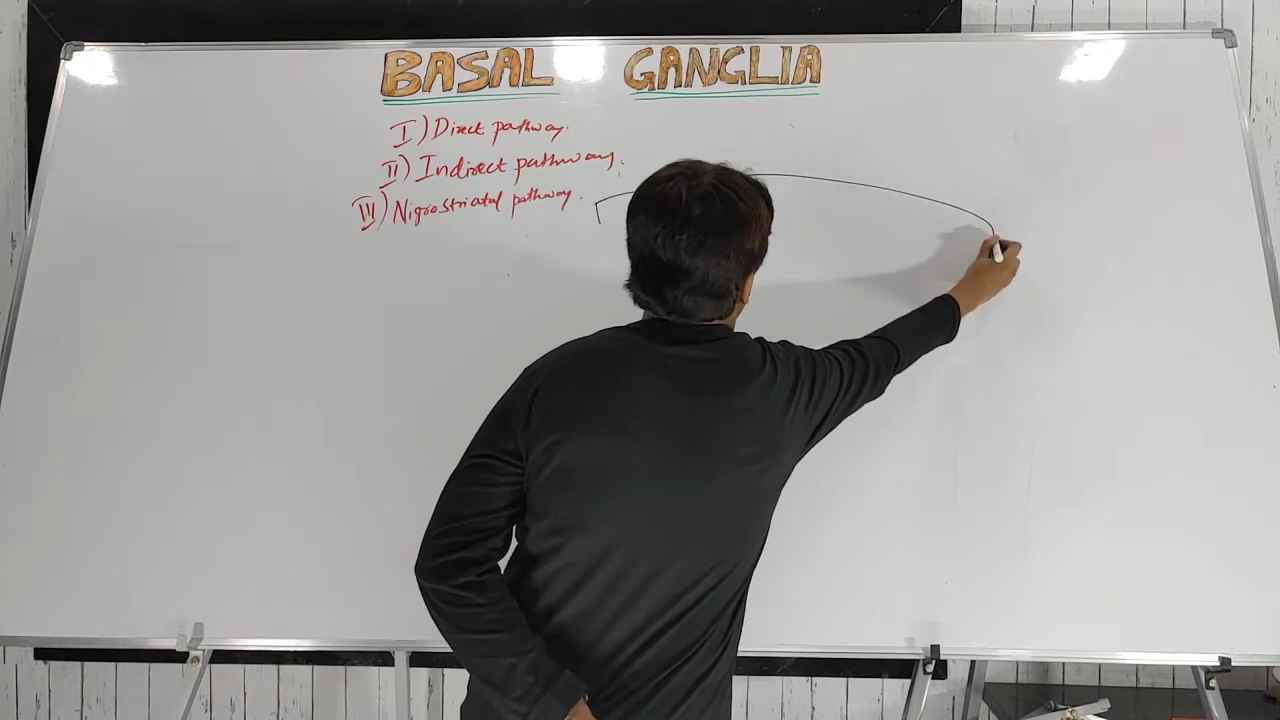 BASAL GANGLIA
I) Direct pathway.
II) Indirect pathway.
III) Nigrostriatal pathway.